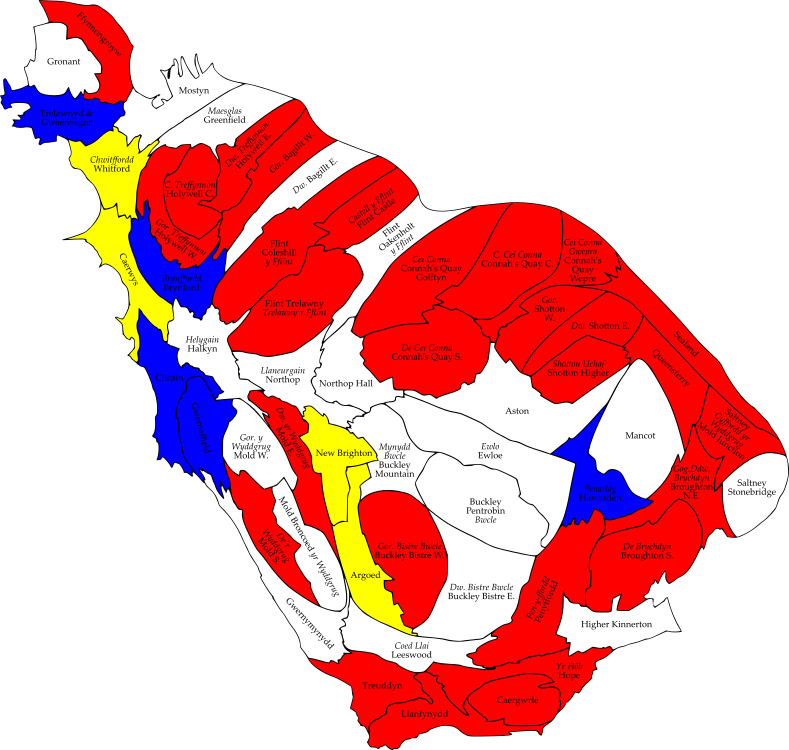 Ffynnongroyw
Gronant
Mostyn
Trelawnyd &
Gwaenysgor
Maesglas
Greenfield
Chwitffordd
Whitford
Dw. Treffynnon
Holywell E.
Gor. Bagillt W.
Dw. Bagillt E.
C. Treffynnon
Holywell C.
Castell y Fflint
Flint Castle
Gor. Treffynnon
Holywell W.
Flint
Oakenholt
y Fflint
Flint
Coleshill
y Fflint
Caerwys
Brynffordd
Brynford
Cei Conna
Connah's Quay
Golftyn
C. Cei Conna
Connah's Quay C.
Cei Conna
Gwepre
Connah's
Quay
Wepre
Flint Trelawny
Trelawny'r Fflint
Gor.
Shotton
W.
Dw. Shotton E.
Sealand
Helygain
Halkyn
De Cei Conna
Connah's Quay S.
Shotton Uchaf
Shotton Higher
Queensferry
Llaneurgain
Northop
Northop Hall
Cilcain
Gwernaffield
Aston
Saltney
Cyffordd yr
Wyddgrug
Mold Junction
Dw. yr Wyddgrug
Mold E.
Gor. y
Wyddgrug
Mold W.
New Brighton
Mynydd
Bwcle
Buckley
Mountain
Ewlo
Ewloe
Mancot
Gog. Ddw.
Brychdyn
Broughton
N.E.
Saltney
Stonebridge
Penarlâg
Hawarden
Buckley
Pentrobin
Bwcle
Mold Broncoed yr Wyddgrug
De'r
Wyddgrug
Mold S.
Gor. Bistre Bwcle
Buckley Bistre W.
De Brychdyn
Broughton S.
Argoed
Dw. Bistre Bwcle
Buckley Bistre E.
Penyffordd
Gwernymynydd
Higher Kinnerton
Coed Llai
Leeswood
Yr Hôb
Hope
Treuddyn
Caergwrle
Llanfynydd